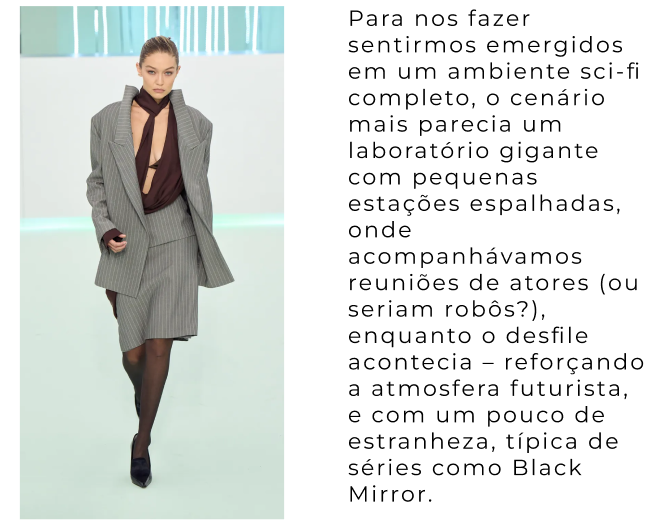 Para nos fazer
sentirmos emergidos
em um ambiente sci-fi
completo, o cenário
mais parecia um
laboratório gigante
com pequenas
estações espalhadas,
onde
acompanhávamos
reuniões de atores (ou
seriam robôs?),
enquanto o desfile
acontecia – reforçando
a atmosfera futurista,
e com um pouco de
estranheza, típica de
séries como Black
Mirror.